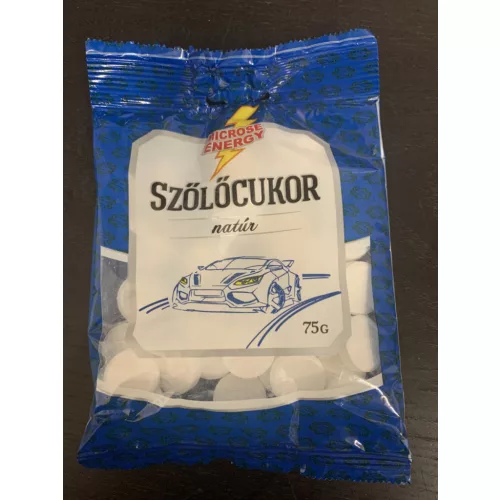 MICROSE
ENERGY
SZŐLŐCUKOR
natúr
75G